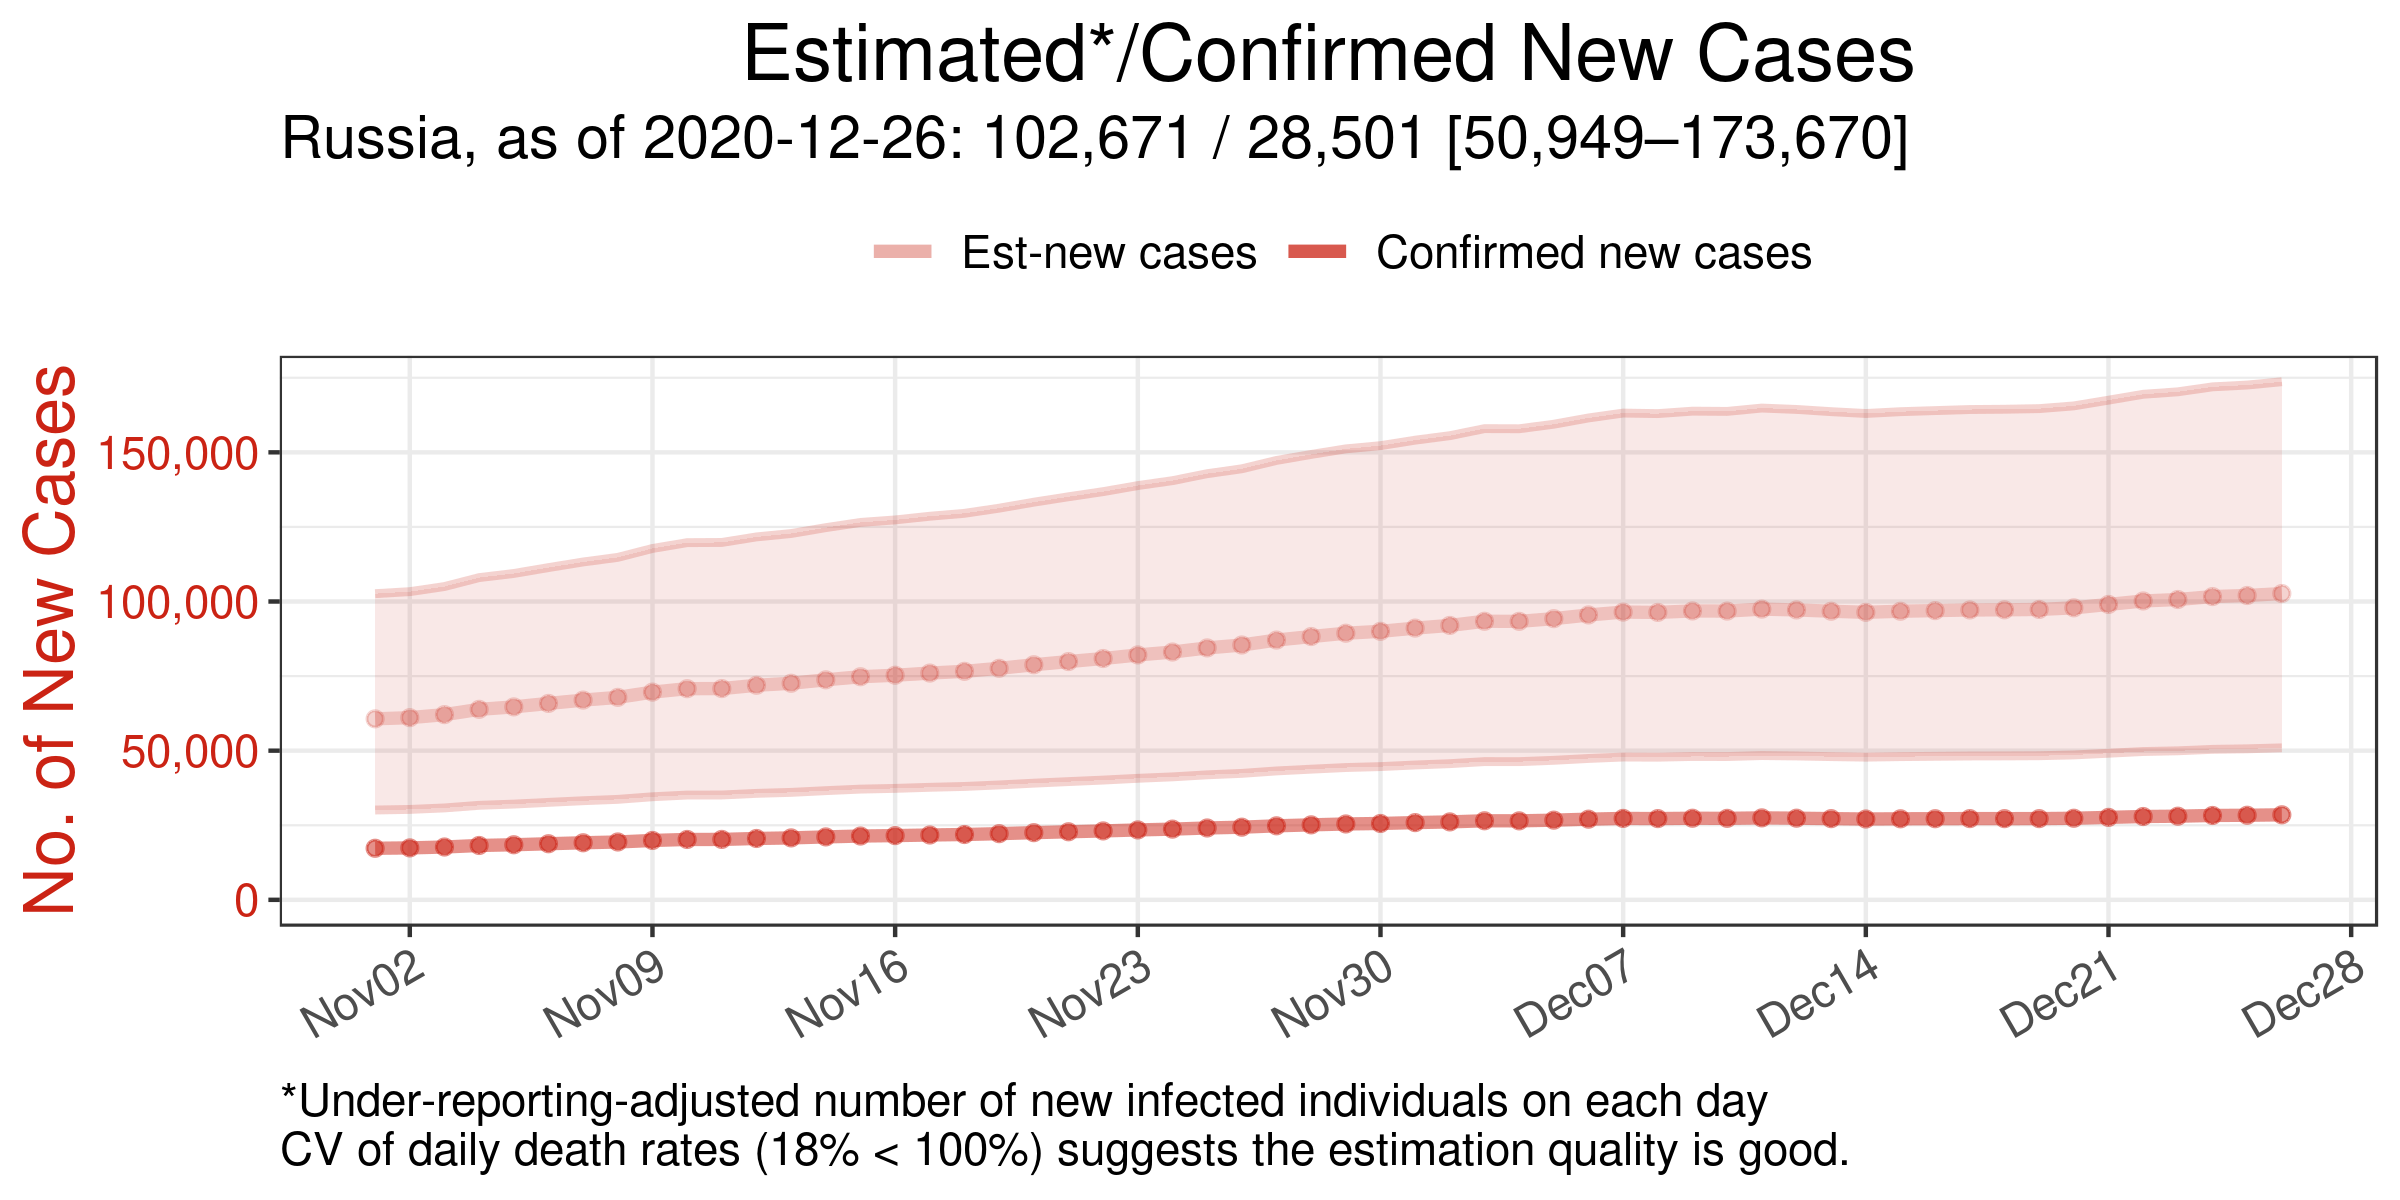 Estimated*/Confirmed New Cases
Russia, as of 2020-12-26: 102,671 / 28,501 [50,949–173,670]
Est-new cases
Confirmed new cases
No. of New Cases
150,000
100,000
50,000
0
Nov02
Nov09
Nov16
Nov23
Nov30
Dec07
Dec14
Dec21
Dec28
*Under-reporting-adjusted number of new infected individuals on each day
CV of daily death rates (18% < 100%) suggests the estimation quality is good.